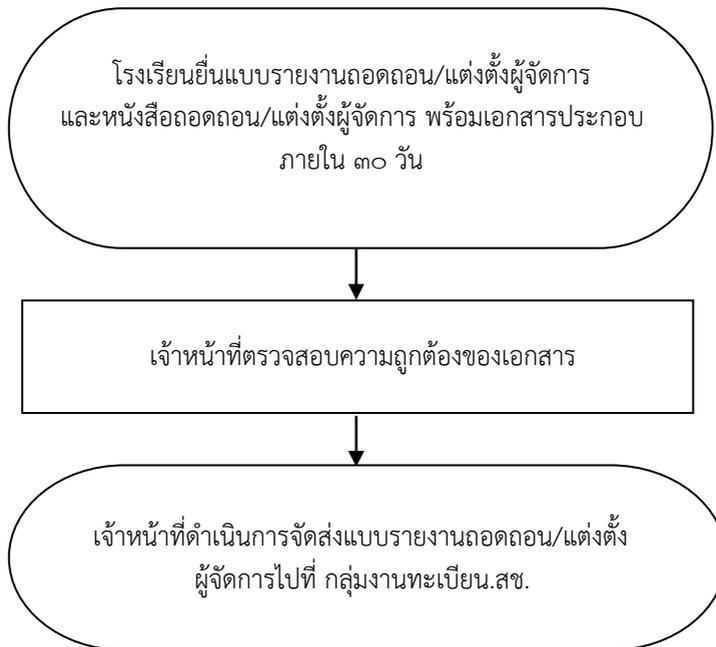 โรงเรียนยื่นแบบรายงานถอดถอน/แต่งตั้งผู้จัดการ
และหนังสือถอดถอน/แต่งตั้งผู้จัดการ พร้อมเอกสารประกอบ
ภายใน ๓๐ วัน
เจ้าหน้าที่ตรวจสอบความถูกต้องของเอกสาร
เจ้าหน้าที่ดำเนินการจัดส่งแบบรายงานถอดถอน/แต่งตั้ง
ผู้จัดการไปที่ กลุ่มงานทะเบียน.สช.